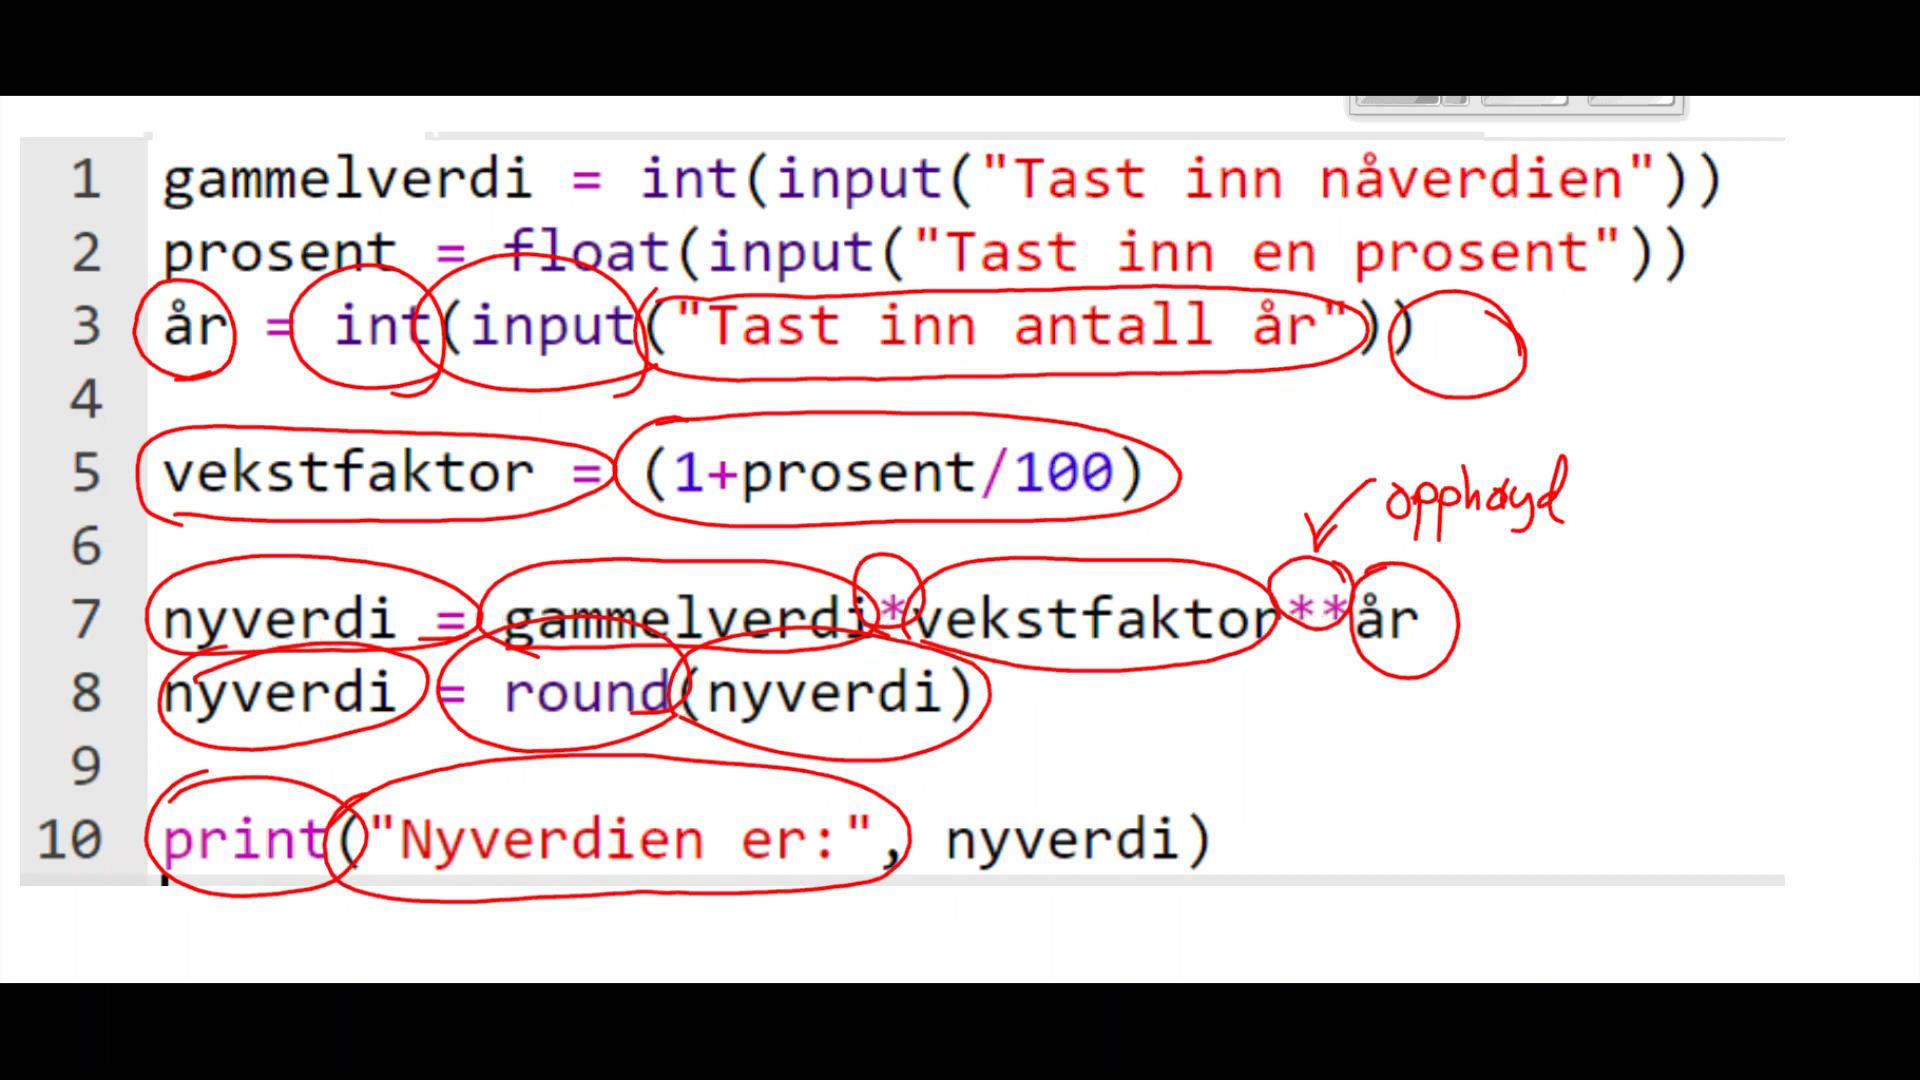 1 gammelverdi = int(input("Tast inn nåverdien"))
2 prosent = float(input("Tast inn en prosent"))
3 år = int(input("Tast inn antall år"))
4
5 vekstfaktor = (1+prosent/100)
opphøyd
6
7 nyverdi = gammelverdi*vekstfaktor**år
8 nyverdi = round(nyverdi)
9
10 print("Nyverdien er:", nyverdi)